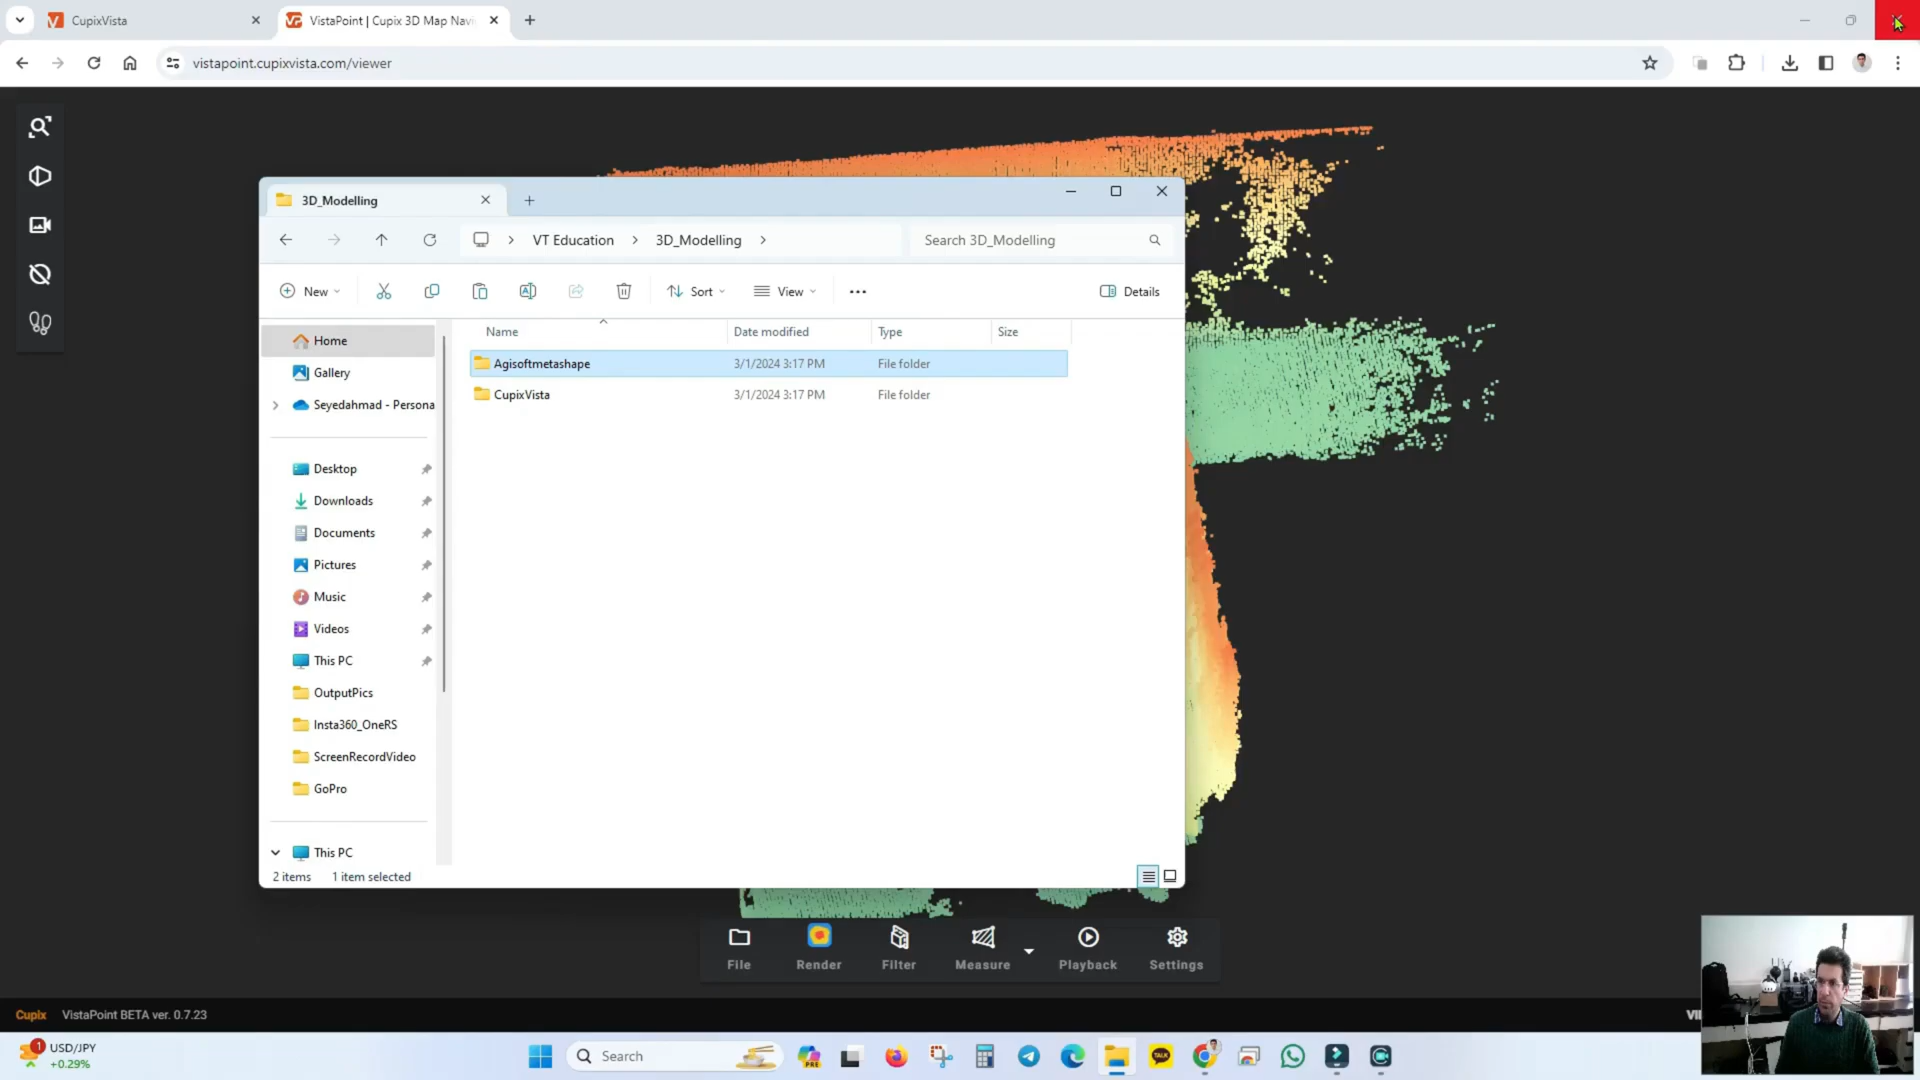 CupixVista
VistaPoint | Cupix 3D Map Navi
vistapoint.cupixvista.com/viewer
3D_Modelling
VT Education
3D_Modelling
Search 3D_Modelling
New
Sort
View
Details
Home
Gallery
Seyedahmad - Persona
Desktop
Downloads
Documents
Pictures
Music
Videos
This PC
OutputPics
Insta360_OneRS
ScreenRecordVideo
GoPro
This PC
Name
Date modified
Type
Size
Agisoftmetashape
3/1/2024 3:17 PM
File folder
CupixVista
3/1/2024 3:17 PM
File folder
2 items
1 item selected
File
Render
Filter
Measure
Playback
Settings
Cupix
VistaPoint BETA ver. 0.7.23
1
USD/JPY
+0.29%
Search
PRE
TALK